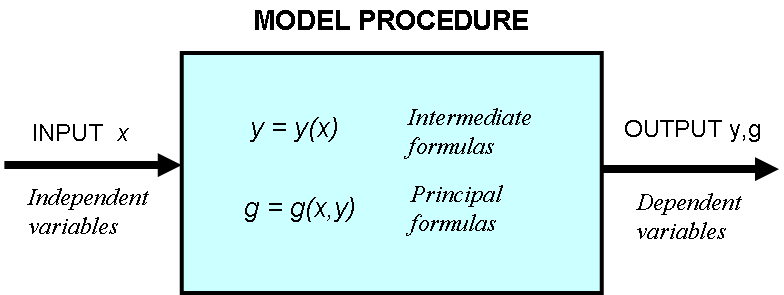 MODEL PROCEDURE
INPUT x
Independent
variables
y = y(x)
Intermediate
formulas
g = g(x,y)
Principal
formulas
OUTPUT y,g
Dependent
variables